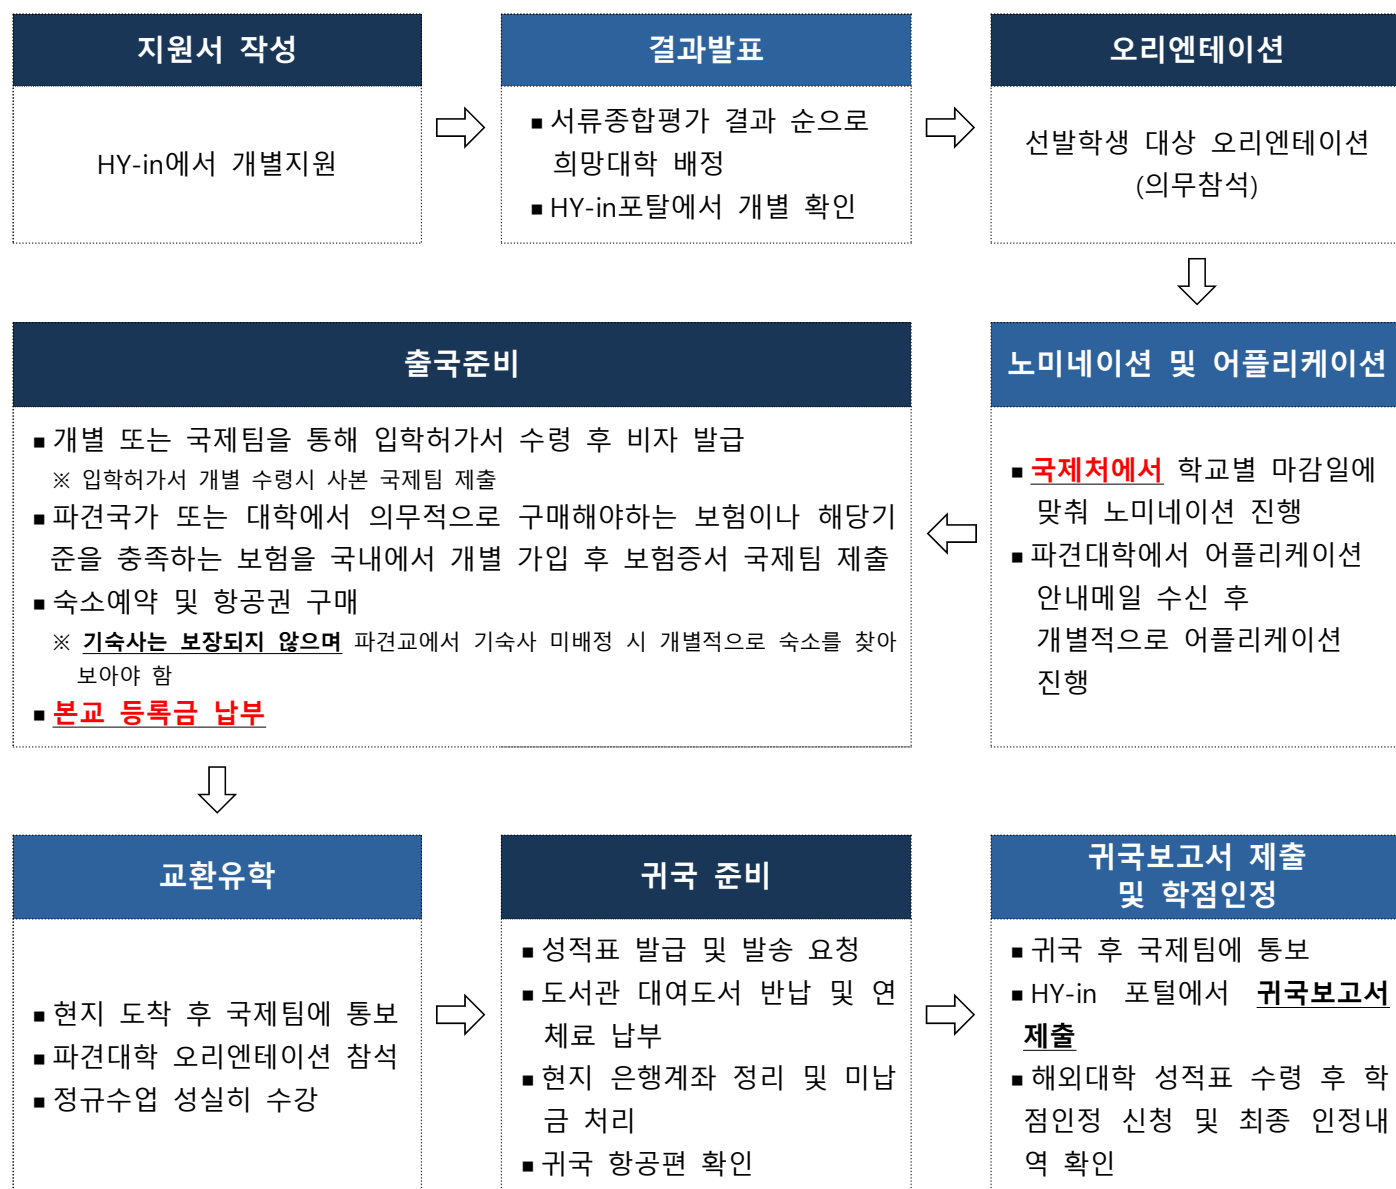 지원서 작성
HY-in에서 개별지원
결과발표
▪ 서류종합평가 결과 순으로
희망대학 배정
▪ HY-in포탈에서 개별 확인
오리엔테이션
선발학생 대상 오리엔테이션
(의무참석)
노미네이션 및 어플리케이션
▪ 국제처에서 학교별 마감일에
맞춰 노미네이션 진행
▪ 파견대학에서 어플리케이션
안내메일 수신 후
개별적으로 어플리케이션
진행
출국준비
▪ 개별 또는 국제팀을 통해 입학허가서 수령 후 비자 발급
※ 입학허가서 개별 수령시 사본 국제팀 제출
▪ 파견국가 또는 대학에서 의무적으로 구매해야하는 보험이나 해당기
준을 충족하는 보험을 국내에서 개별 가입 후 보험증서 국제팀 제출
▪ 숙소예약 및 항공권 구매
※ 기숙사는 보장되지 않으며 파견교에서 기숙사 미배정 시 개별적으로 숙소를 찾아
보아야 함
▪ 본교 등록금 납부
교환유학
▪ 현지 도착 후 국제팀에 통보
▪ 파견대학 오리엔테이션 참석
▪ 정규수업 성실히 수강
귀국 준비
▪ 성적표 발급 및 발송 요청
▪ 도서관 대여도서 반납 및 연
체료 납부
▪ 현지 은행계좌 정리 및 미납
금 처리
▪ 귀국 항공편 확인
귀국보고서 제출
및 학점인정
▪ 귀국 후 국제팀에 통보
▪ HY-in 포털에서 귀국보고서
제출
▪ 해외대학 성적표 수령 후 학
점인정 신청 및 최종 인정내
역 확인